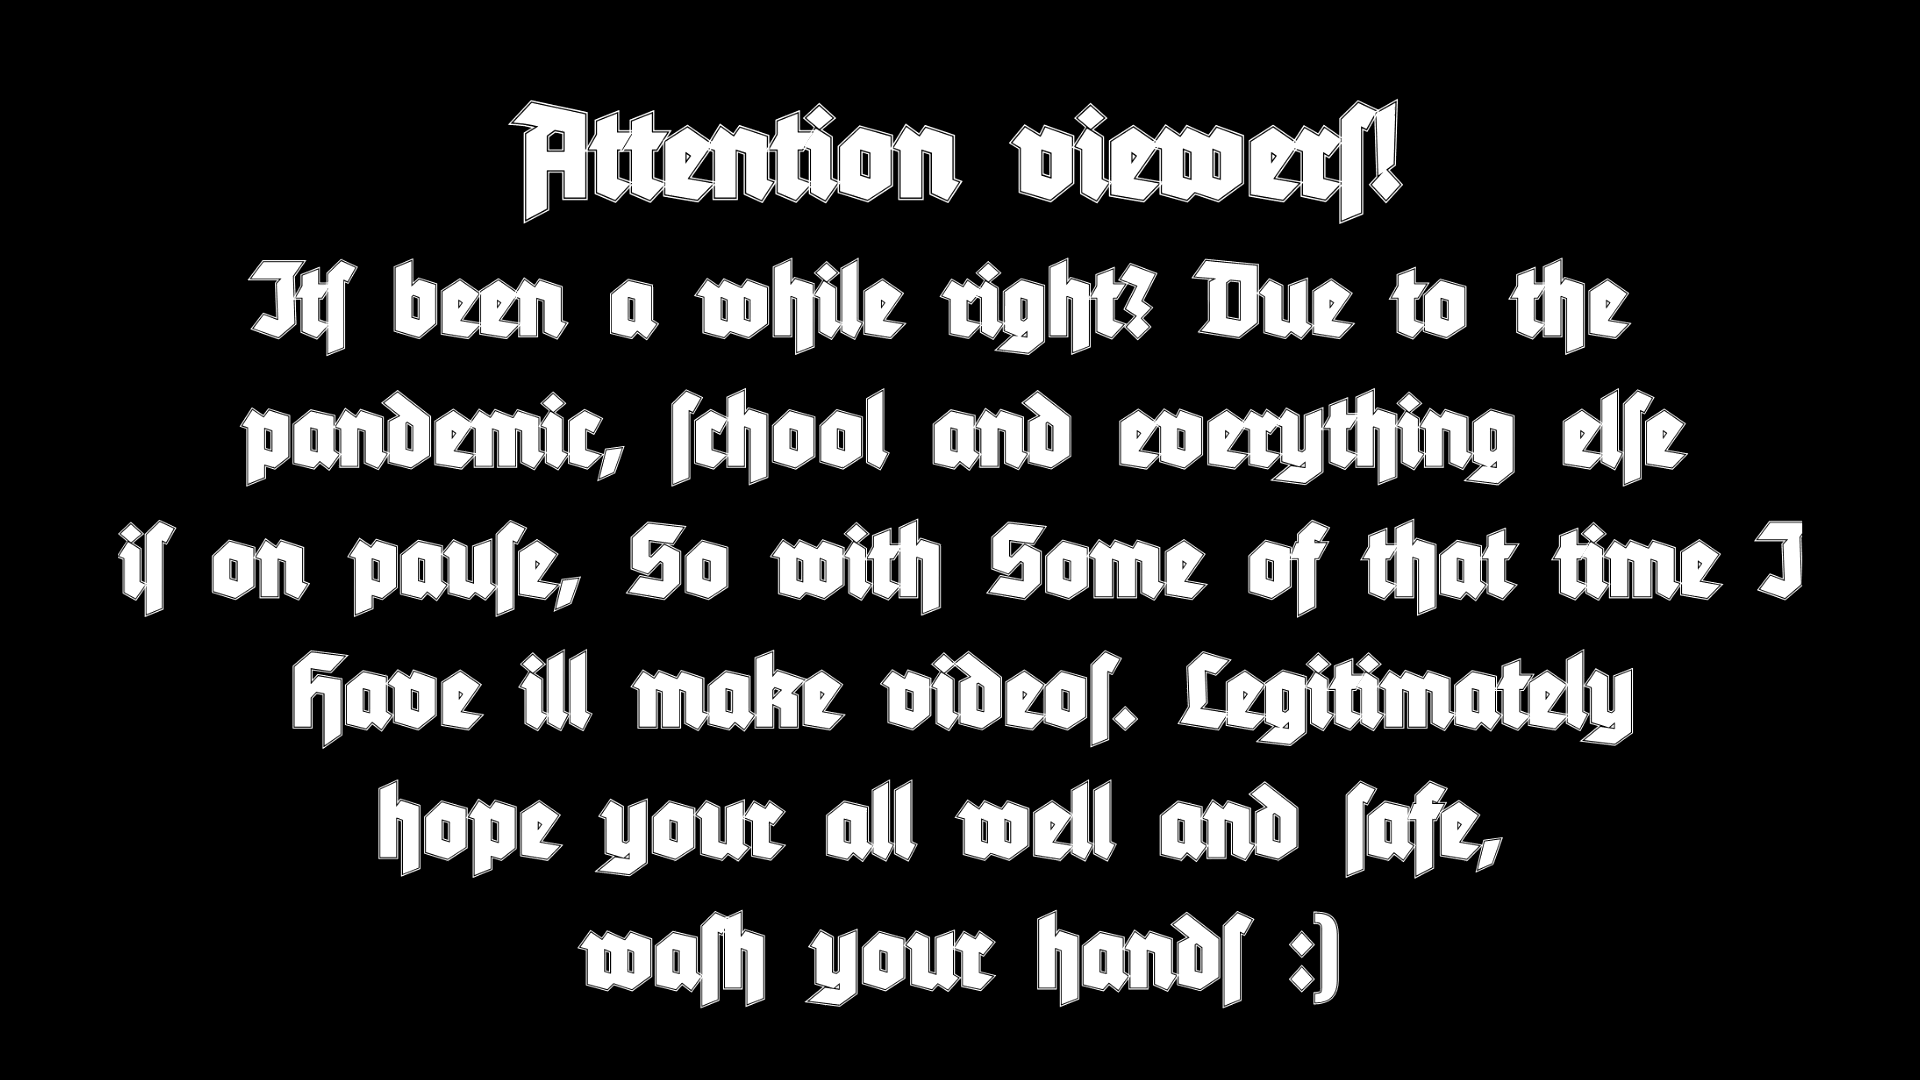 Attention viewerſ!
Itſ been a while right? Due to the
pandemic, ſchool and everything elſe
iſ on pauſe, So with Some of that time I
Have ill make videoſ. Legitimately
hope your all well and ſafe,
waſh your handſ :)